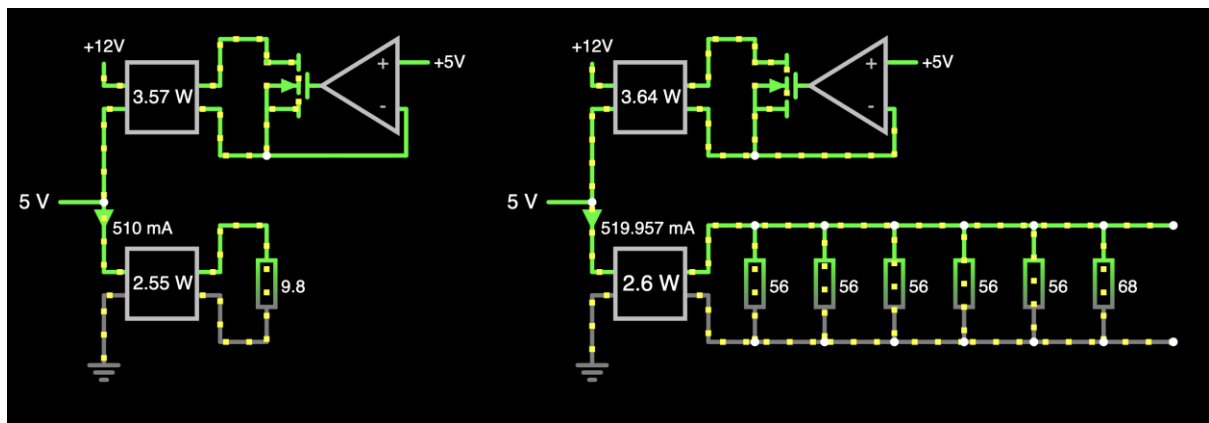 +12V
3.57 W
+
-
+5V
5 V
510 mA
2.55 W
9.8
+12V
3.64 W
+
-
+5V
5 V
519.957 mA
2.6 W
56
56
56
56
56
68